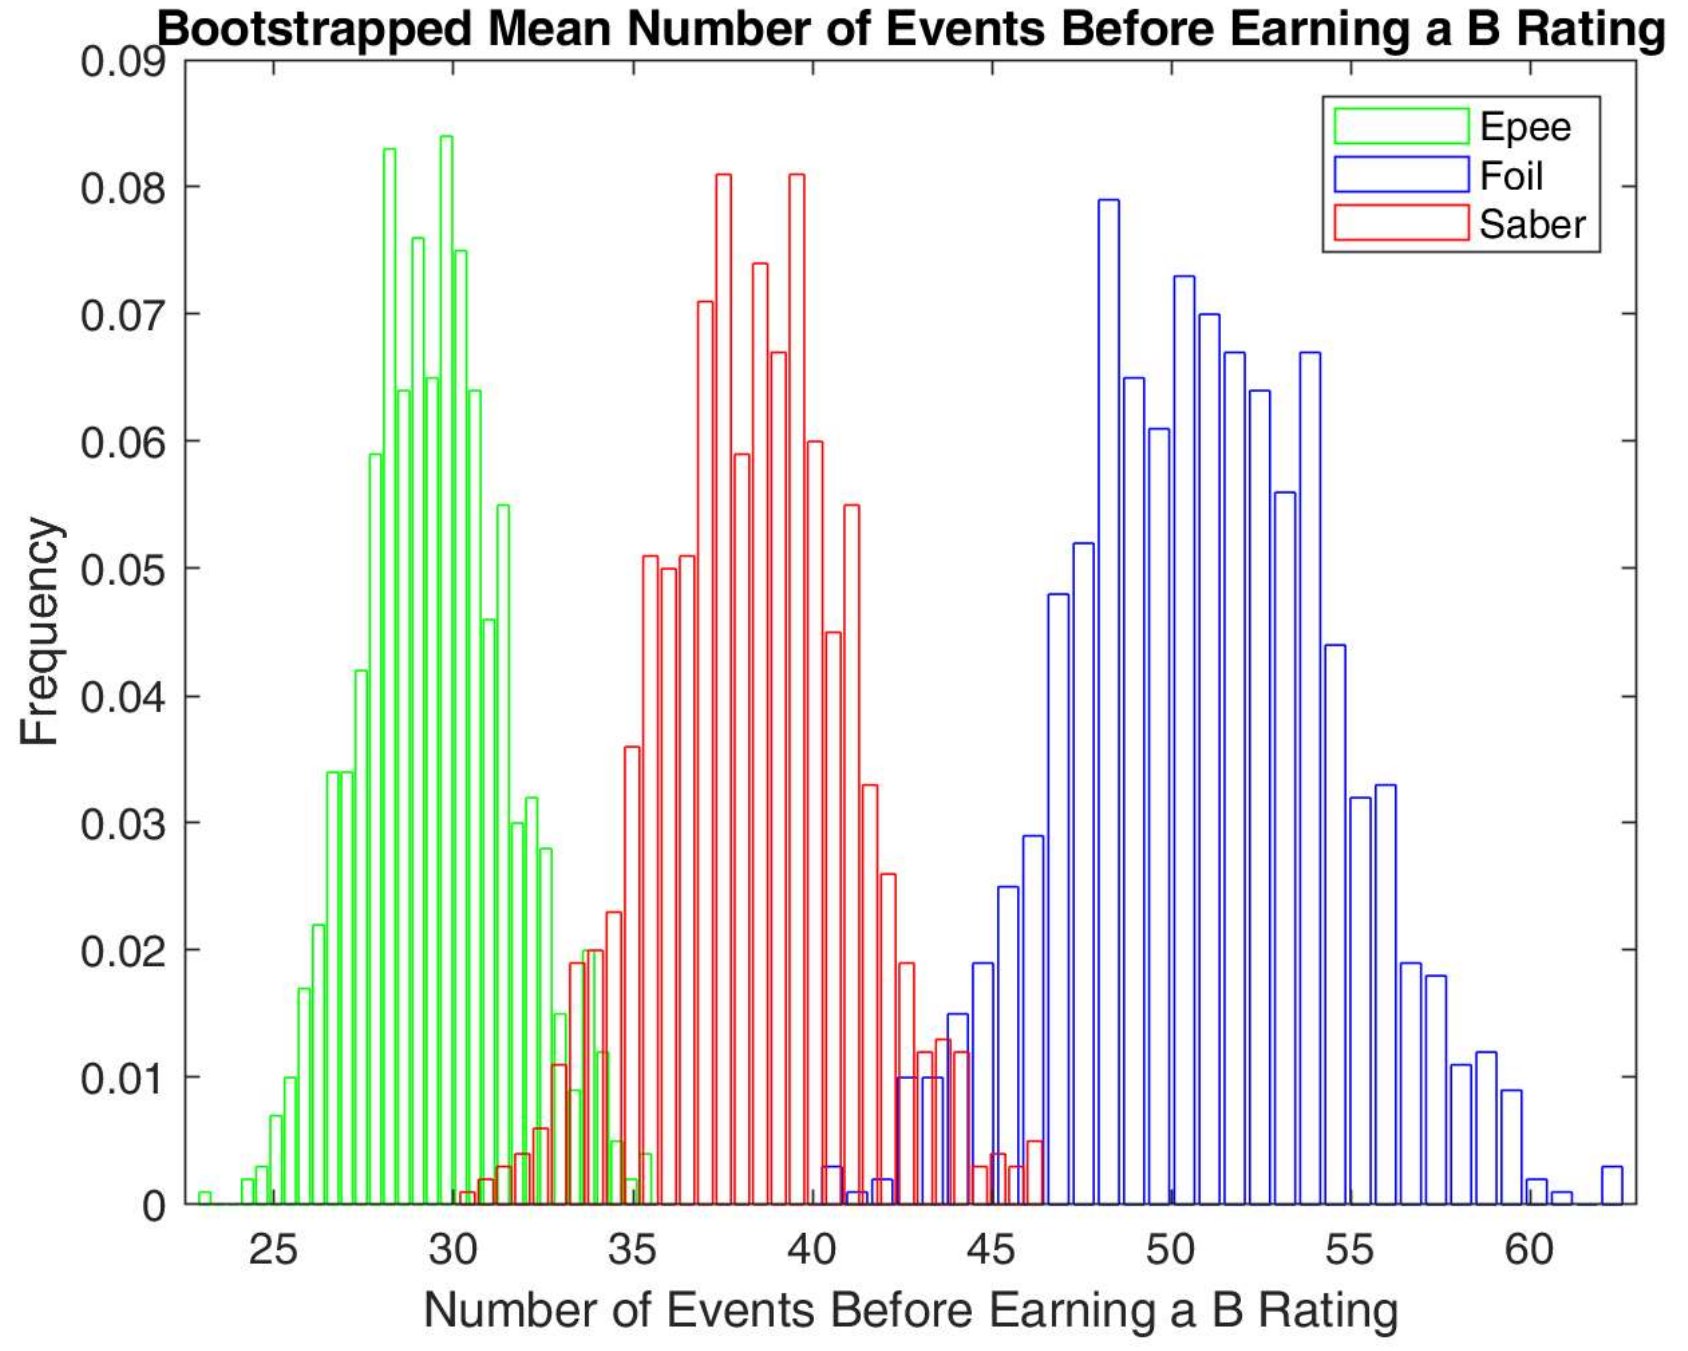 Bootstrapped Mean Number of Events Before Earning a B Rating
0.09
0.08
0.07
0.06
0.05
0.04
0.03
0.02
0.01
0
Frequency
Epee
Foil
Saber
25 30 35 40 45 50 55 60
Number of Events Before Earning a B Rating